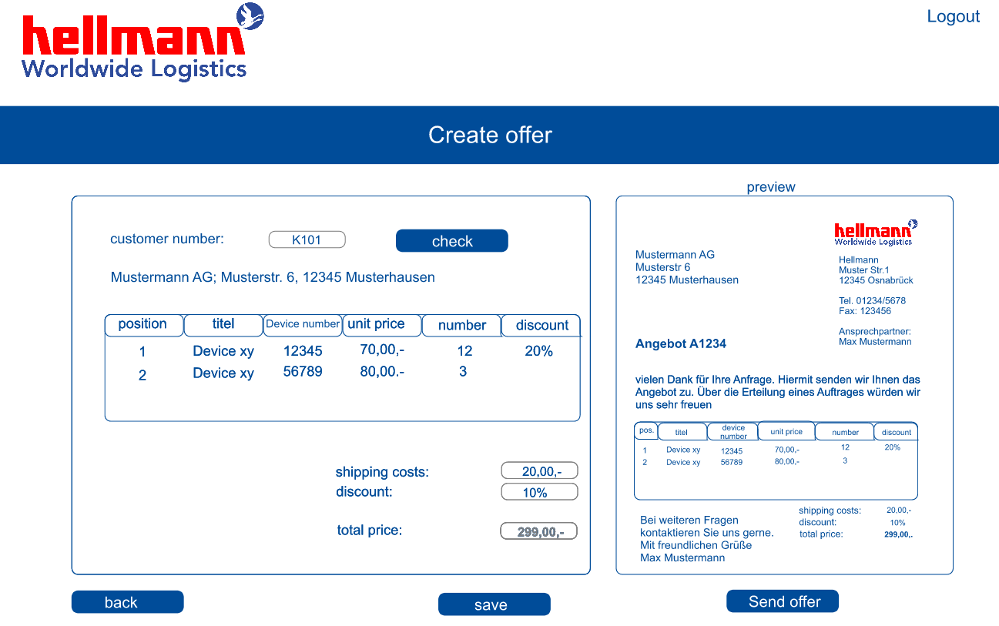 hellmann
Worldwide Logistics
Logout
Create offer
customer number: K101 check
Mustermann AG; Musterstr. 6, 12345 Musterhausen
position titel Device number unit price number discount
1 Device xy 12345 70,00,- 12 20%
2 Device xy 56789 80,00.- 3
shipping costs: 20,00,-
discount: 10%
total price: 299,00,-
back
save
preview
hellmann
Worldwide Logistics
Mustermann AG
Musterstr 6
12345 Musterhausen
Hellmann
Muster Str.1
12345 Osnabrück
Tel. 01234/5678
Fax: 123456
Ansprechpartner:
Max Mustermann
Angebot A1234
vielen Dank für Ihre Anfrage. Hiermit senden wir Ihnen das
Angebot zu. Über die Erteilung eines Auftrages würden wir
uns sehr freuen
pos. titel device number unit price number discount
1 Device xy 12345 70,00,- 12 20%
2 Device xy 56789 80,00,- 3
shipping costs: 20,00,-
discount: 10%
total price: 299,00,.
Bei weiteren Fragen
kontaktieren Sie uns gerne.
Mit freundlichen Grüße
Max Mustermann
Send offer